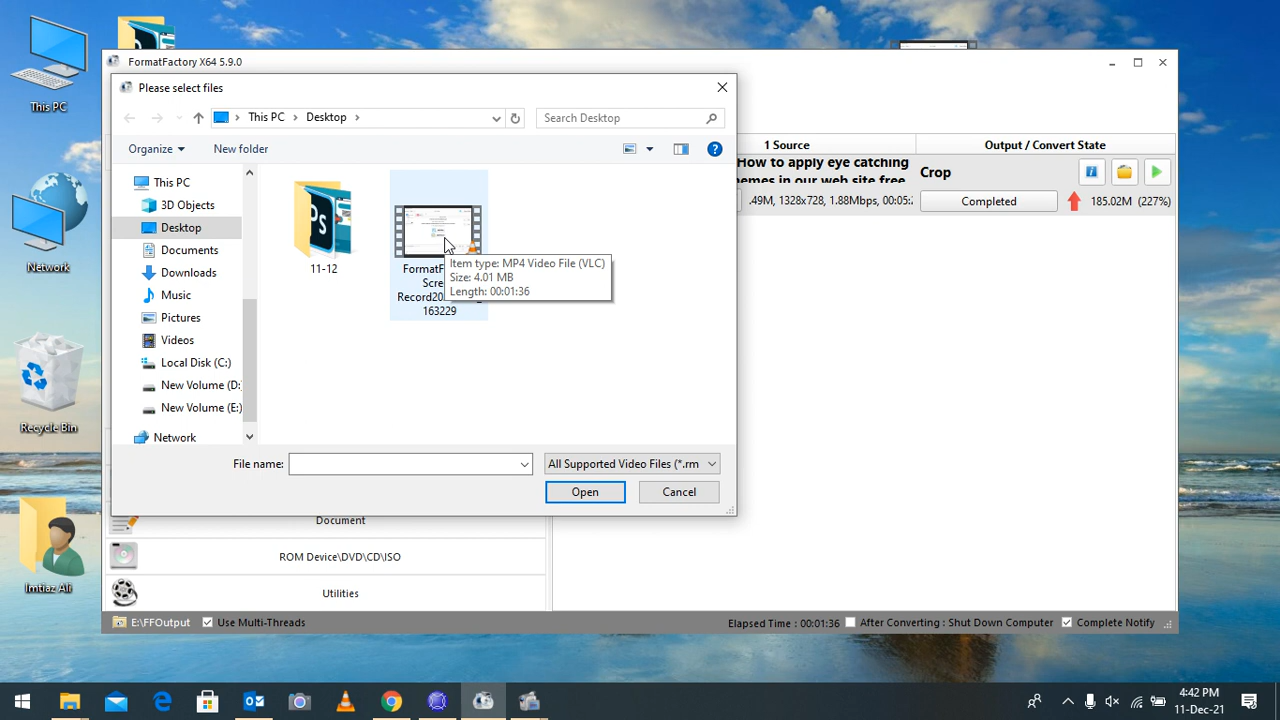 This PC
Network
Recycle Bin
Imtiaz Ali
FormatFactory X64 5.9.0
Please select files
This PC
Desktop
Search Desktop
Organize
New folder
This PC
3D Objects
Desktop
Documents
Downloads
Music
Pictures
Videos
Local Disk (C:)
New Volume (D:
New Volume (E:)
Network
11-12
163229
Item type: MP4 Video File (VLC)
Size: 4.01 MB
Length: 00:01:36
File name:
All Supported Video Files (*.rm
Open
Cancel
1 Source
Output / Convert State
How to apply eye catching
emes in our web site free
.49M, 1328x728, 1.88Mbps, 00:05:
Crop
Completed
185.02M (227%)
Document
ROM Device\DVD\CD\ISO
Utilities
E:\FFOutput
Use Multi-Threads
Elapsed Time : 00:01:36
After Converting : Shut Down Computer
Complete Notify
4:42 PM
11-Dec-21